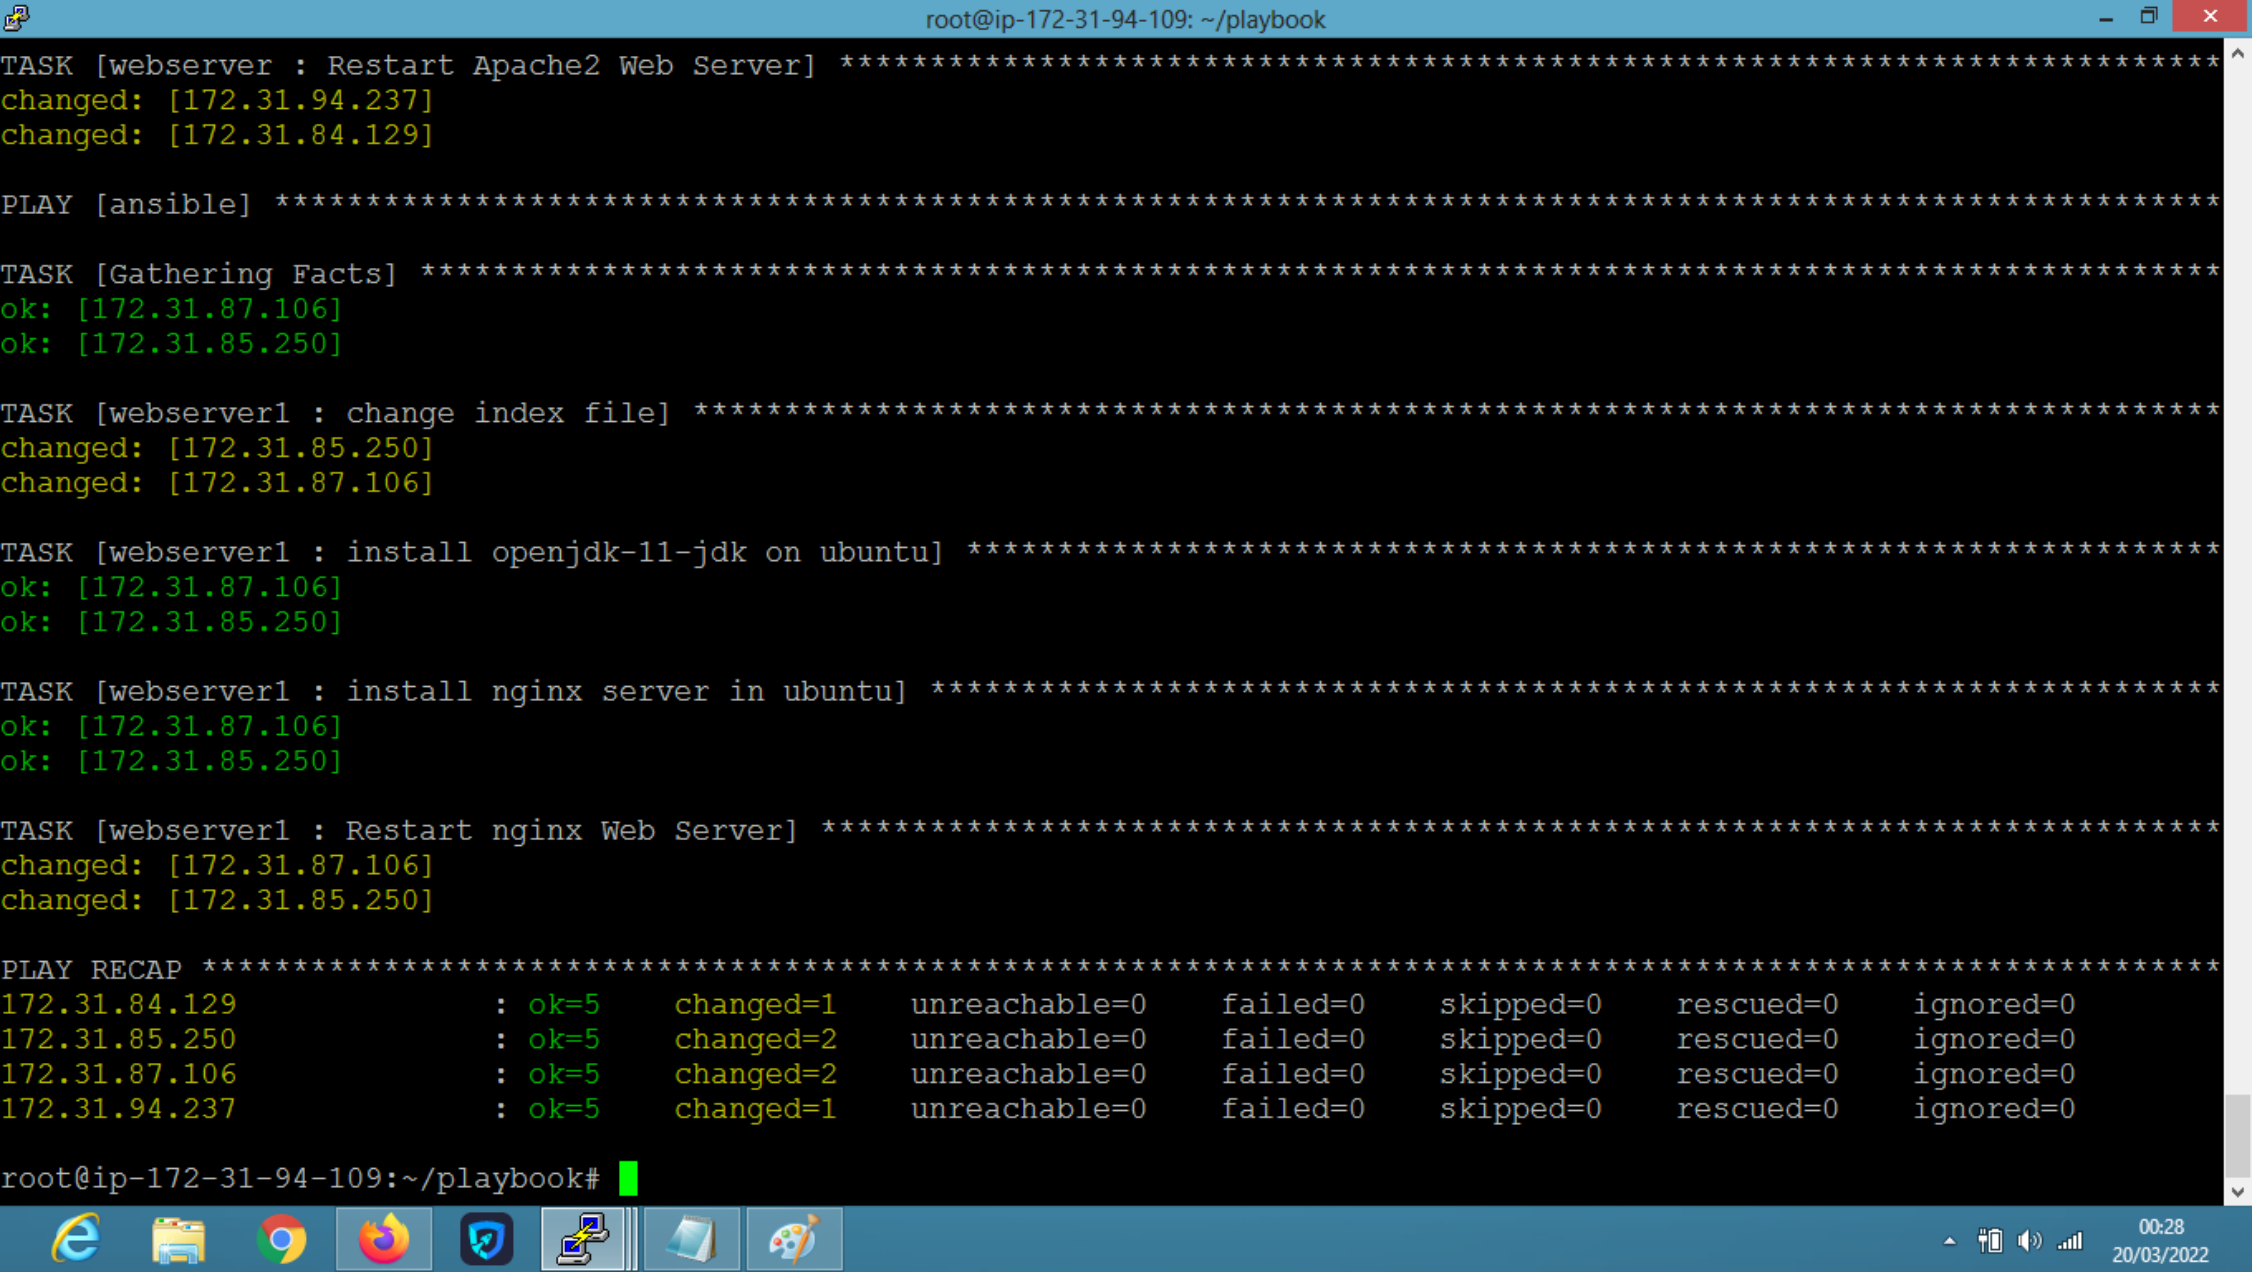 root@ip-172-31-94-109: ~/playbook
TASK [webserver : Restart Apache2 Web Server] ****************************************************************************
changed: [172.31.94.237]
changed: [172.31.84.129]
PLAY [ansible] ***********************************************************************************************************
TASK [Gathering Facts] ***************************************************************************************************
ok: [172.31.87.106]
ok: [172.31.85.250]
TASK [webserver1 : change index file] ************************************************************************************
changed: [172.31.85.250]
changed: [172.31.87.106]
TASK [webserver1 : install openjdk-11-jdk on ubuntu] *********************************************************************
ok: [172.31.87.106]
ok: [172.31.85.250]
TASK [webserver1 : install nginx server in ubuntu] ***********************************************************************
ok: [172.31.87.106]
ok: [172.31.85.250]
TASK [webserver1 : Restart nginx Web Server] *****************************************************************************
changed: [172.31.87.106]
changed: [172.31.85.250]
PLAY RECAP ***************************************************************************************************************
172.31.84.129              : ok=5    changed=1    unreachable=0    failed=0    skipped=0    rescued=0    ignored=0
172.31.85.250              : ok=5    changed=2    unreachable=0    failed=0    skipped=0    rescued=0    ignored=0
172.31.87.106              : ok=5    changed=2    unreachable=0    failed=0    skipped=0    rescued=0    ignored=0
172.31.94.237              : ok=5    changed=1    unreachable=0    failed=0    skipped=0    rescued=0    ignored=0
root@ip-172-31-94-109:~/playbook#
00:28
20/03/2022